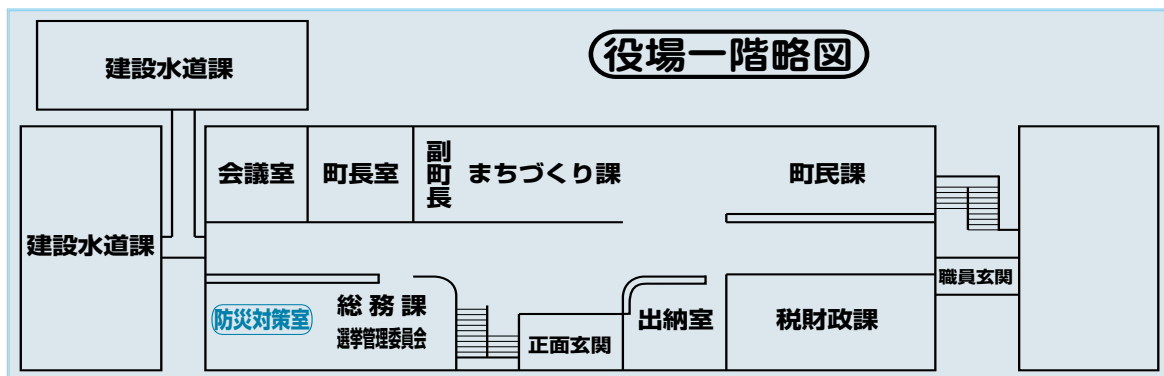 役場一階略図
建設水道課
会議室
町長室
副町長
まちづくり課
町民課
建設水道課
職員玄関
防災対策室
総務課
選挙管理委員会
正面玄関
出納室
税財政課